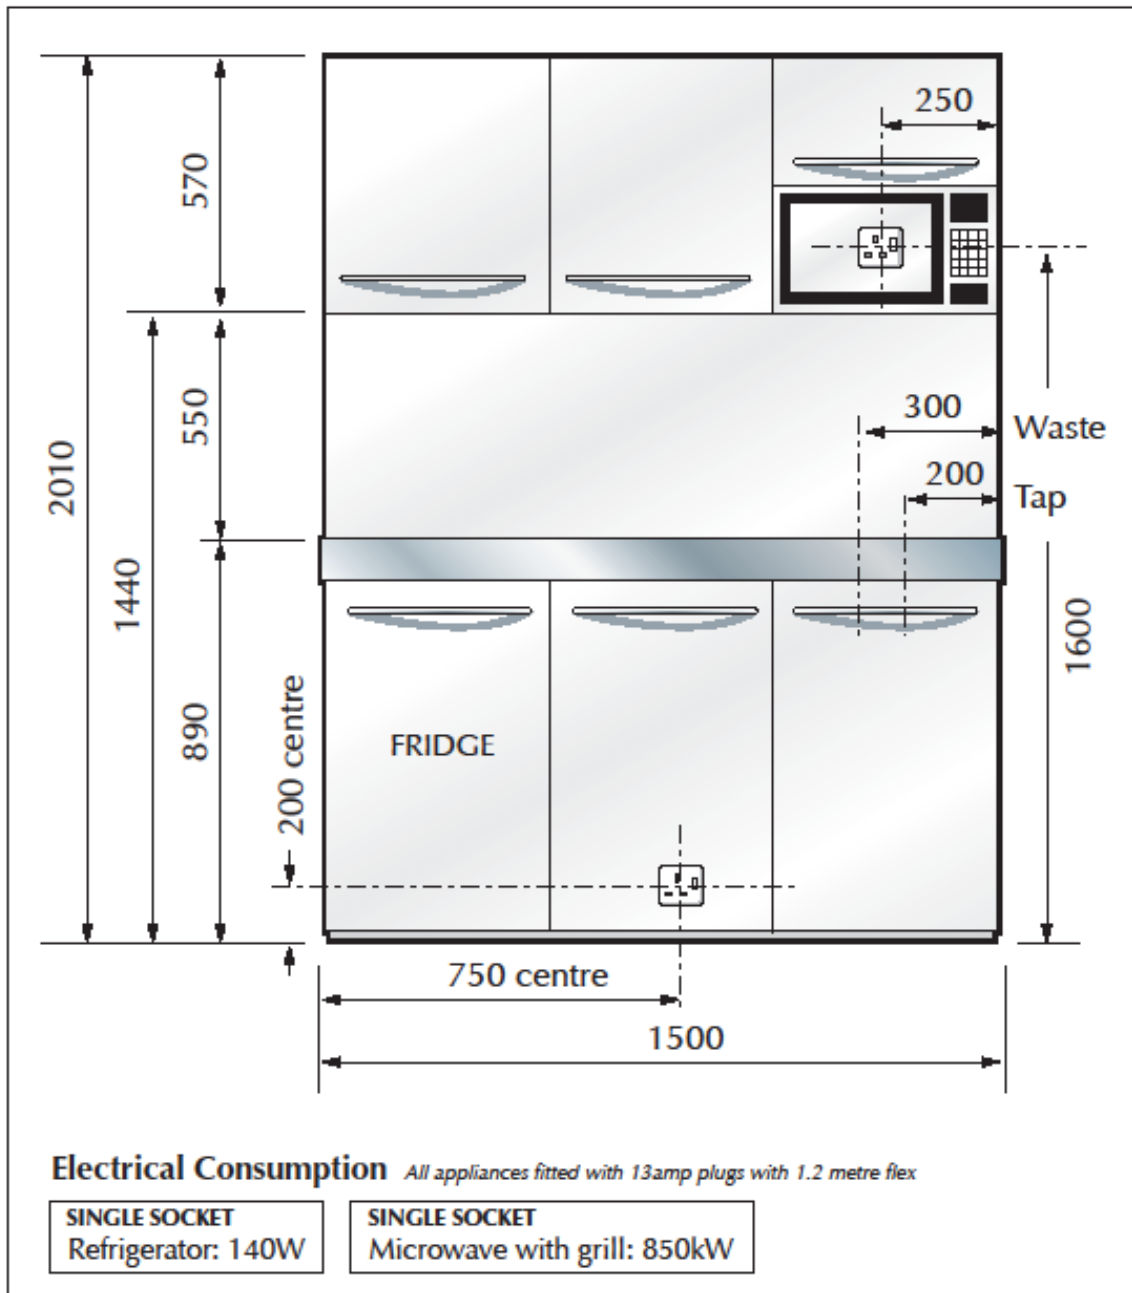 250
570
300
Waste
550
200
Tap
2010
1440
1600
890
200 centre
FRIDGE
750 centre
1500
Electrical Consumption All appliances fitted with 13amp plugs with 1.2 metre flex
SINGLE SOCKET
Refrigerator: 140W
SINGLE SOCKET
Microwave with grill: 850kW